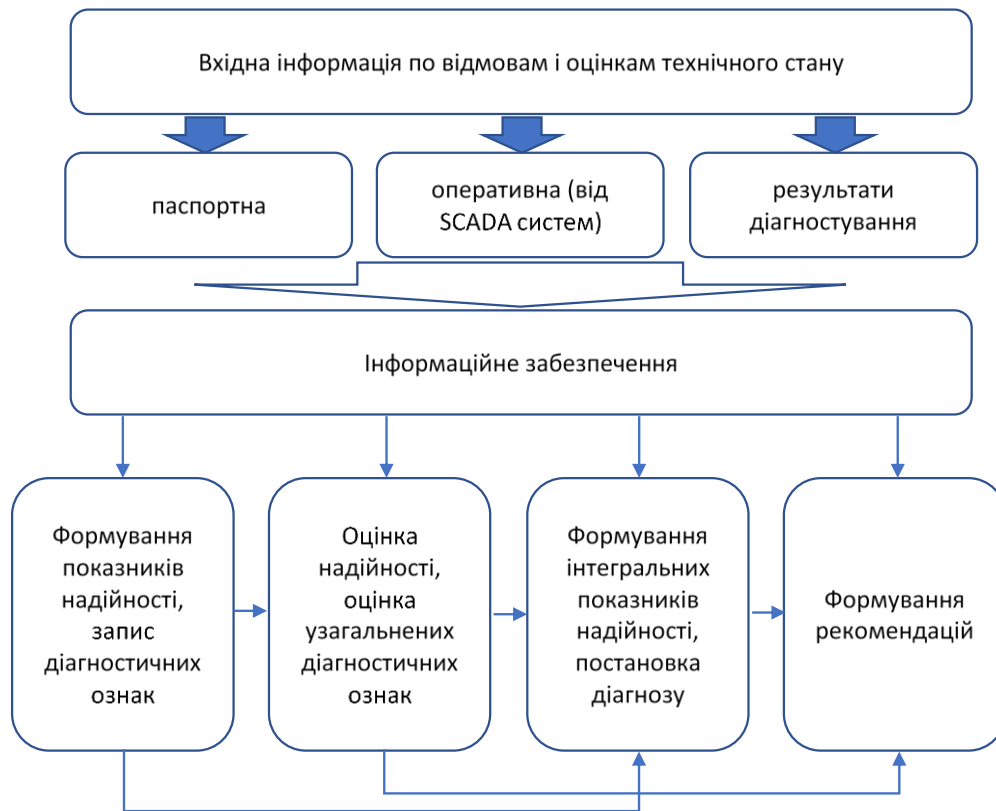 Вхідна інформація по відмовам і оцінкам технічного стану
паспортна
оперативна (від
SCADA систем)
результати
діагностування
Інформаційне забезпечення
Формування
показників
надійності,
запис
діагностичних
ознак
Оцінка
надійності,
оцінка
узагальнених
діагностичних
ознак
Формування
інтегральних
показників
надійності,
постановка
діагнозу
Формування
рекомендацій